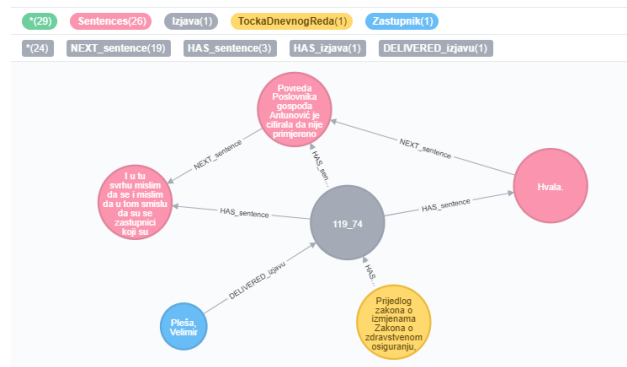 *(29) Sentences(26) Izjava(1) TockaDnevnogReda(1) Zastupnik(1)
*(24) NEXT_sentence(19) HAS_sentence(3) HAS_izjava(1) DELIVERED_izjavu(1)
Povreda
Poslovnika
gospođa
Antunović je
citirala da nije
primjereno
NEXT_sentence
NEXT_sentence
HAS_sen...
I u tu
svrhu mislim
da se i mislim
da u tom smislu
da su se
zastupnici
koji su
Hvala.
HAS_sentence
HAS_sentence
119_74
DELIVERED_izjavu
HAS...
Pleša,
Velimir
Prijedlog
zakona o
izmjenama
Zakona o
zdravstvenom
osiguranju,